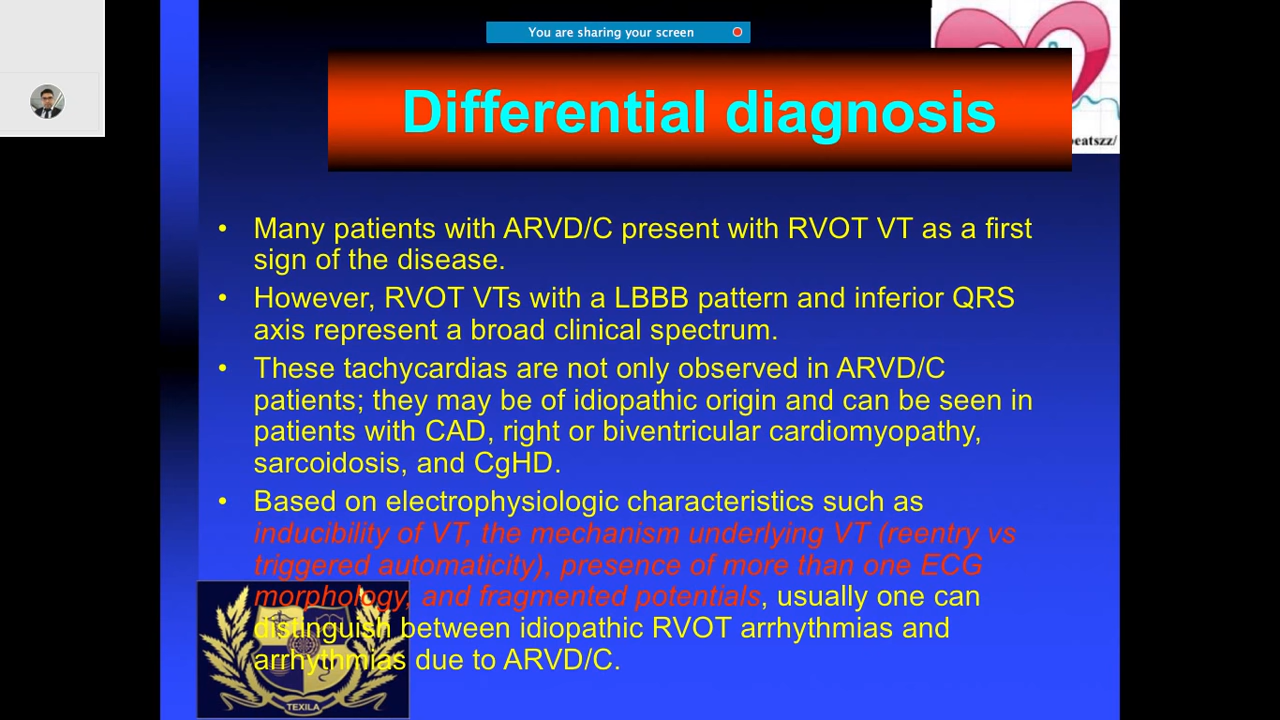 You are sharing your screen
Differential diagnosis
beatszz/
• Many patients with ARVD/C present with RVOT VT as a first
sign of the disease.
• However, RVOT VTs with a LBBB pattern and inferior QRS
axis represent a broad clinical spectrum.
• These tachycardias are not only observed in ARVD/C
patients; they may be of idiopathic origin and can be seen in
patients with CAD, right or biventricular cardiomyopathy,
sarcoidosis, and CgHD.
• Based on electrophysiologic characteristics such as
inducibility of VT, the mechanism underlying VT (reentry vs
triggered automaticity), presence of more than one ECG
morphology, and fragmented potentials, usually one can
distinguish between idiopathic RVOT arrhythmias and
arrhythmias due to ARVD/C.
TEXILA